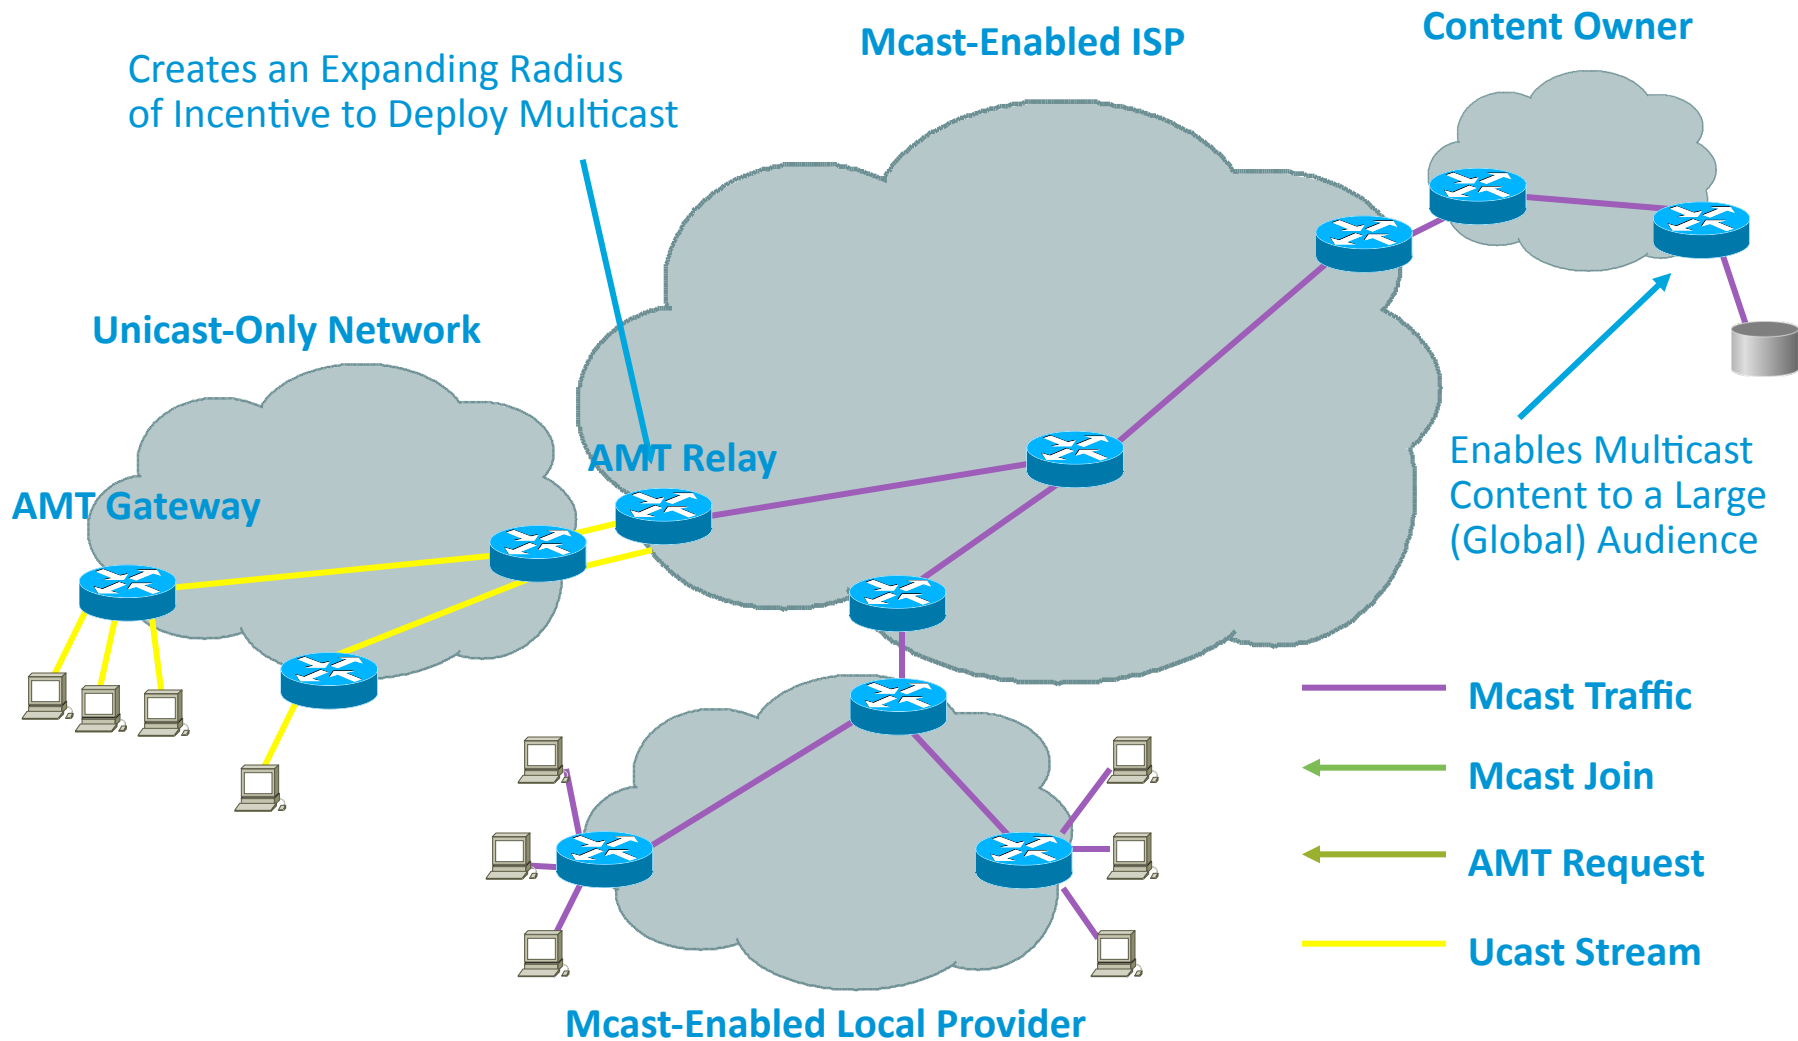 Content Owner
Mcast-Enabled ISP
Creates an Expanding Radius
of Incentive to Deploy Multicast
Unicast-Only Network
AMT Relay
AMT Gateway
Enables Multicast
Content to a Large
(Global) Audience
Mcast Traffic
Mcast Join
AMT Request
Ucast Stream
Mcast-Enabled Local Provider